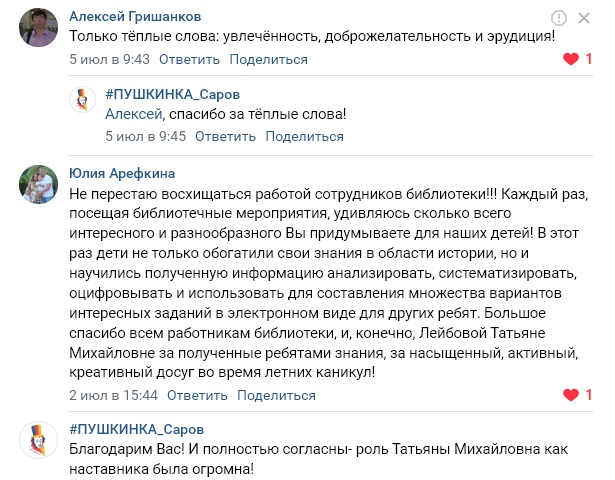 Алексей Гришанков
Только тёплые слова: увлечённость, доброжелательность и эрудиция!
5 июл в 9:43 Ответить Поделиться 1
#ПУШКИНКА_Саров
Алексей, спасибо за тёплые слова!
5 июл в 9:45 Ответить Поделиться
Юлия Арефкина
Не перестаю восхищаться работой сотрудников библиотеки!!! Каждый раз,
посещая библиотечные мероприятия, удивляюсь сколько всего
интересного и разнообразного Вы придумываете для наших детей! В этот
раз дети не только обогатили свои знания в области истории, но и
научились полученную информацию анализировать, систематизировать,
оцифровывать и использовать для составления множества вариантов
интересных заданий в электронном виде для других ребят. Большое
спасибо всем работникам библиотеки, и, конечно, Лейбовой Татьяне
Михайловне за полученные ребятами знания, за насыщенный, активный,
креативный досуг во время летних каникул!
2 июл в 15:44 Ответить Поделиться 1
#ПУШКИНКА_Саров
Благодарим Вас! И полностью согласны- роль Татьяны Михайловна как
наставника была огромна!